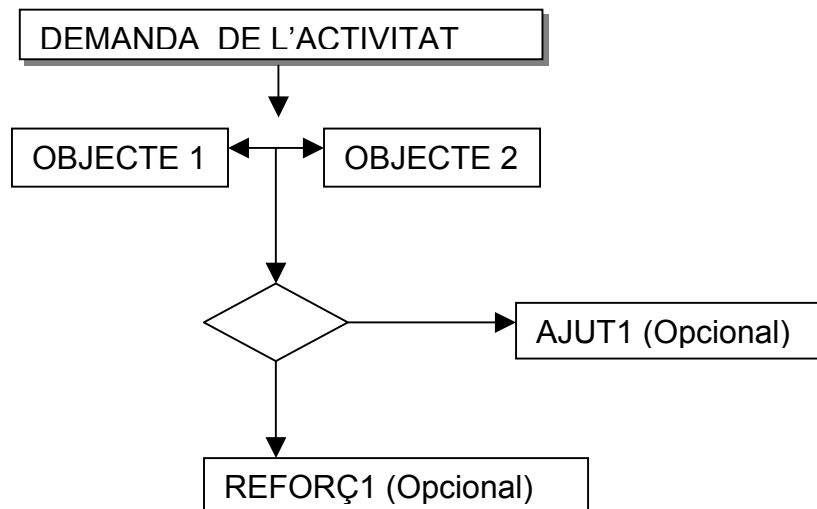 DEMANDA DE L’ACTIVITAT
OBJECTE 1
OBJECTE 2
AJUT1 (Opcional)
REFORÇ1 (Opcional)